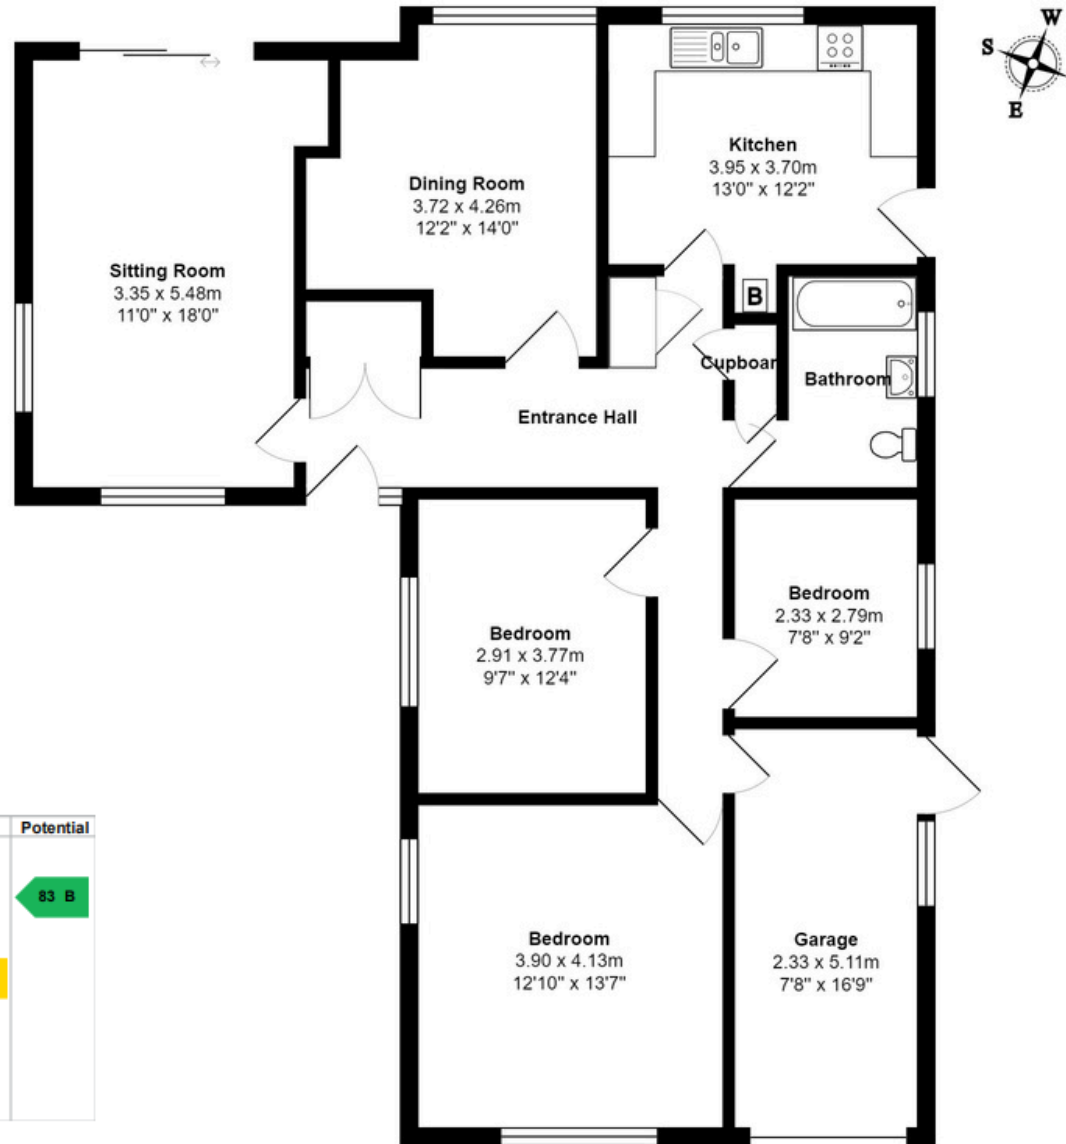 W
S
E
Kitchen
3.95 x 3.70m
13'0" x 12'2"
Dining Room
3.72 x 4.26m
12'2" x 14'0"
Sitting Room
3.35 x 5.48m
11'0" x 18'0"
B
Cupboar
Bathroom
Entrance Hall
Bedroom
2.33 x 2.79m
7'8" x 9'2"
Bedroom
2.91 x 3.77m
9'7" x 12'4"
Potential
83 B
Bedroom
3.90 x 4.13m
12'10" x 13'7"
Garage
2.33 x 5.11m
7'8" x 16'9"